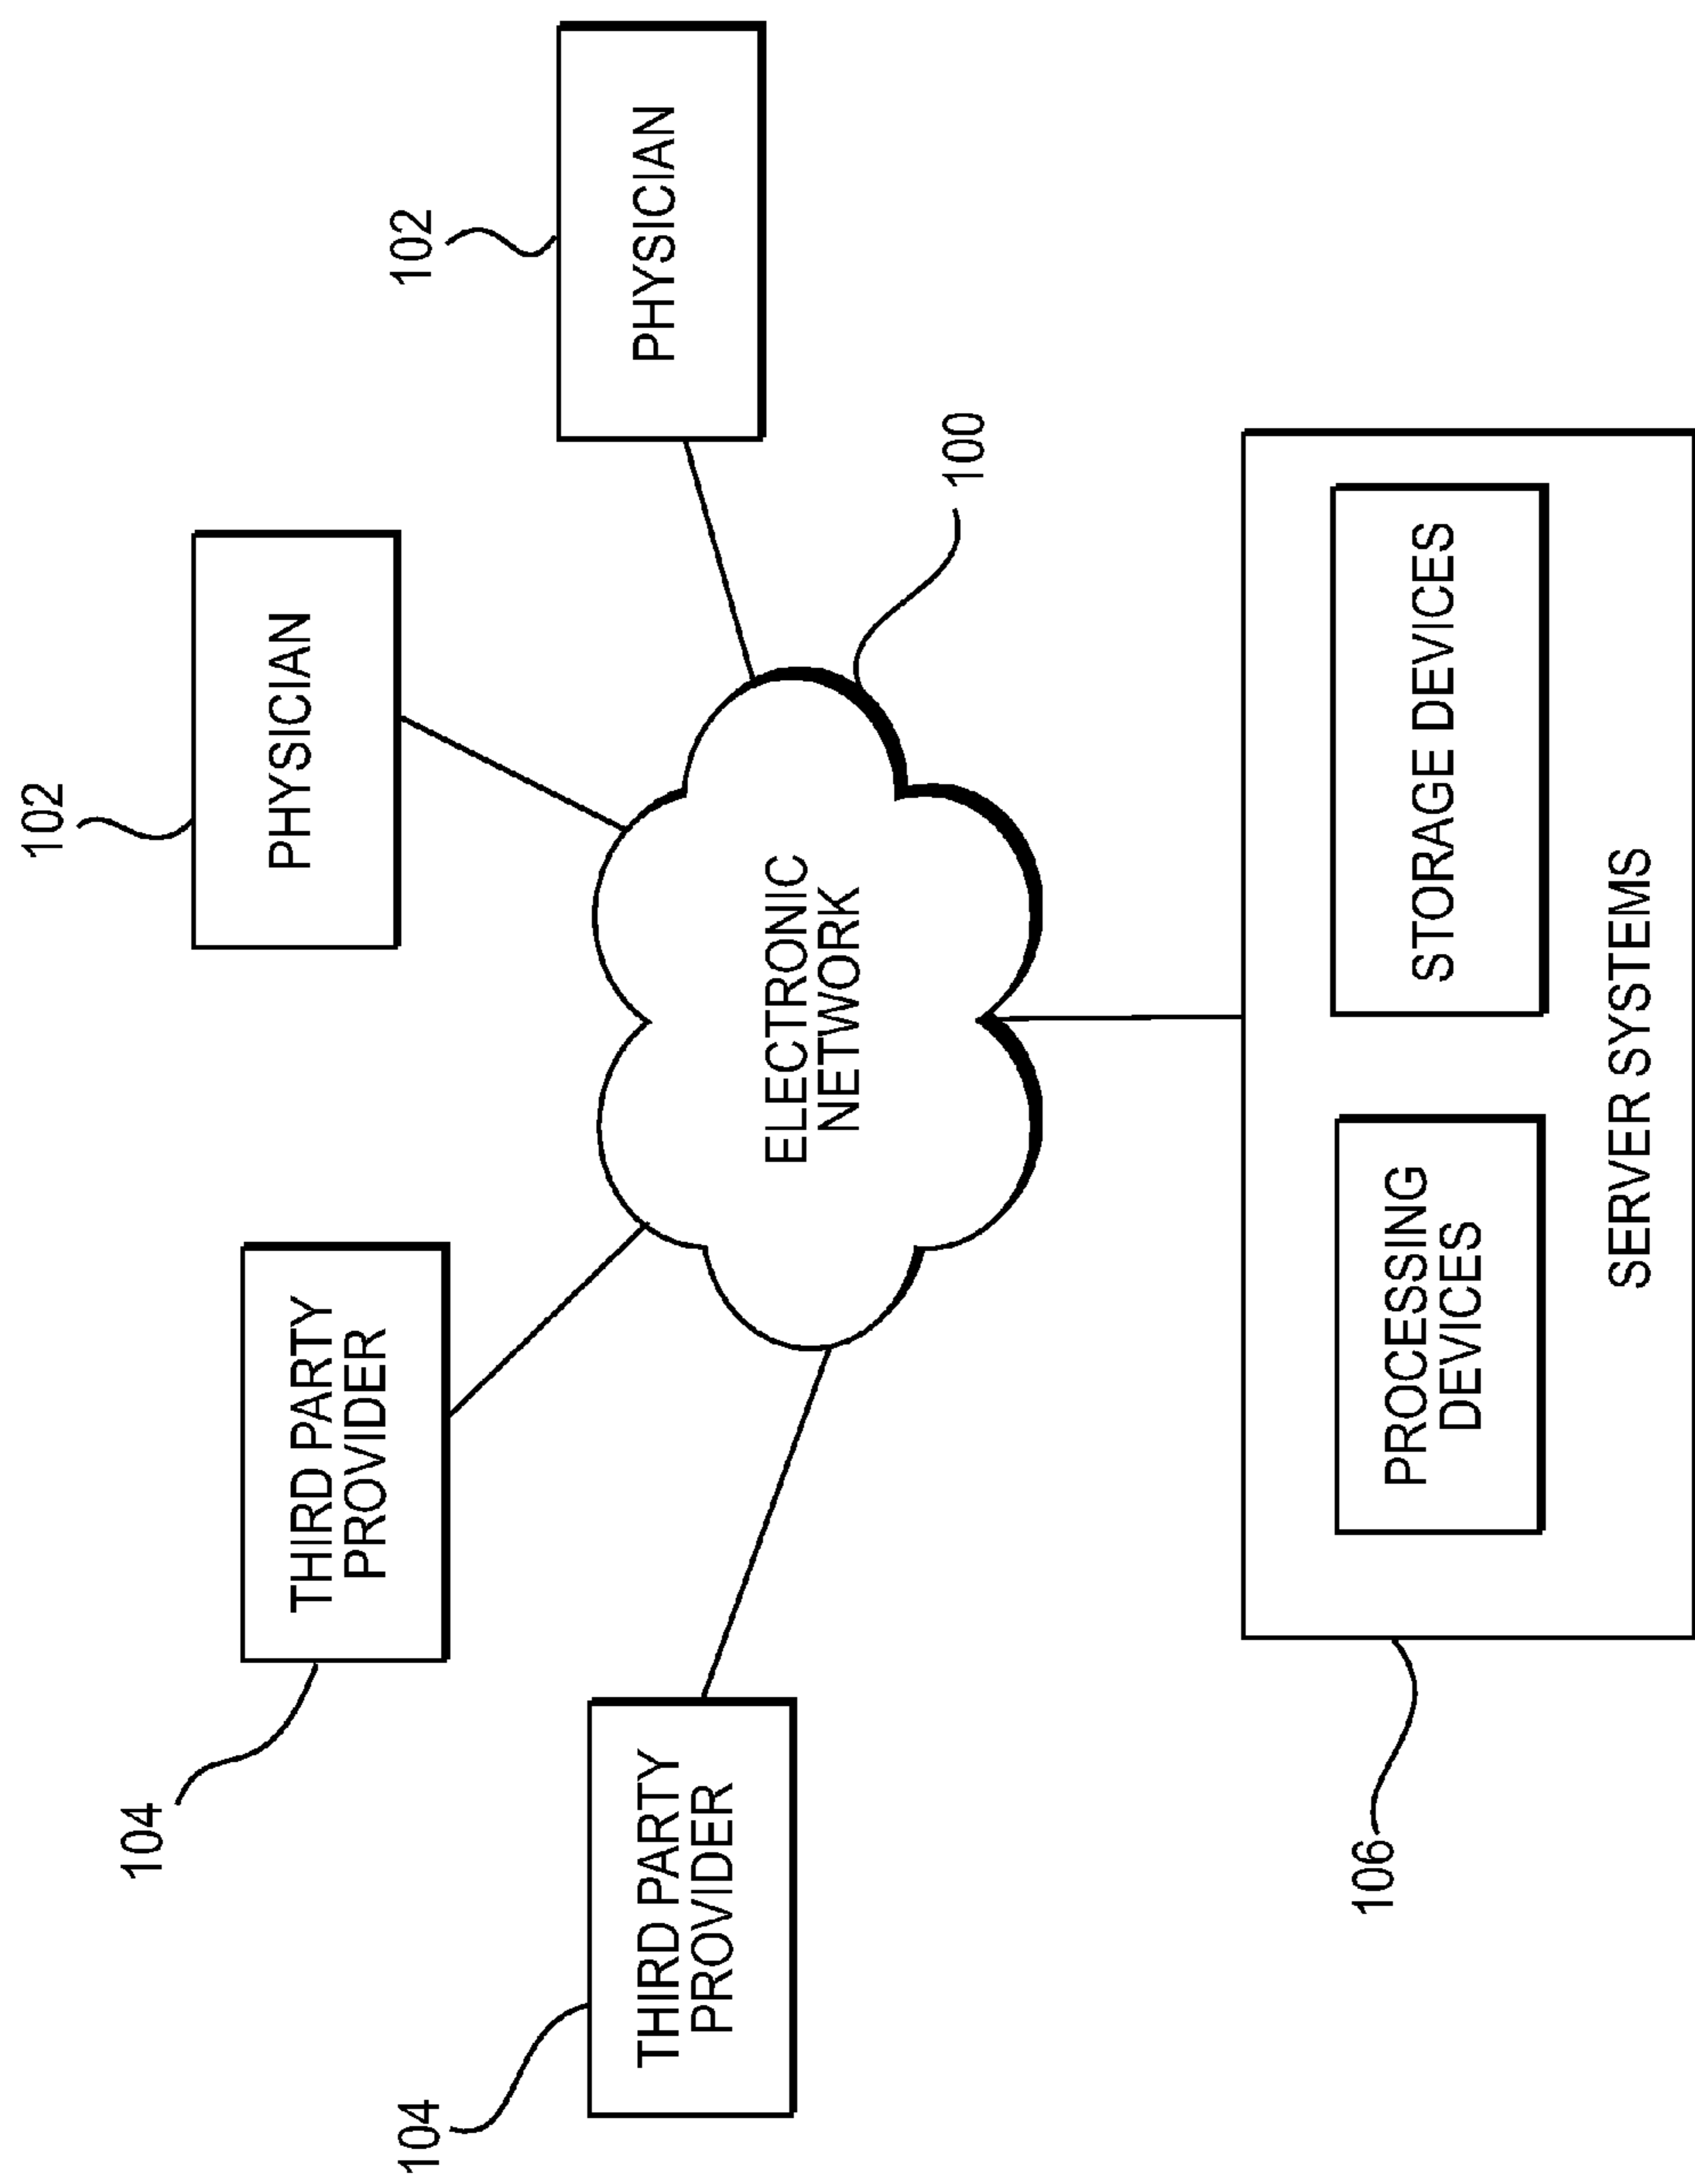 102
PHYSICIAN
102
PHYSICIAN
104
THIRD PARTY
PROVIDER
104
THIRD PARTY
PROVIDER
ELECTRONIC
NETWORK
100
PROCESSING
DEVICES
STORAGE DEVICES
SERVER SYSTEMS
106